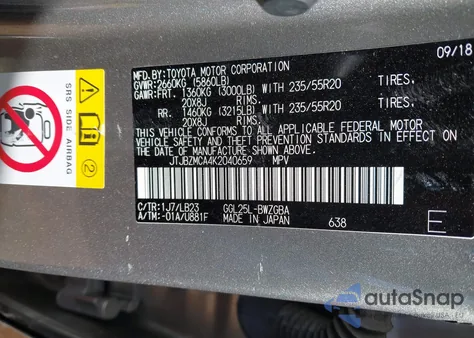 SRS SIDE AIRBAG
09/18
MFD. BY: TOYOTA MOTOR CORPORATION
GVWR: 2660KG (5860LB)
GAWR: FRT. 1360KG (3000LB) WITH 235/55R20 TIRES.
20X8J RIMS.
RR. 1460KG (3215LB) WITH 235/55R20 TIRES.
20X8J RIMS.
THIS VEHICLE CONFORMS TO ALL APPLICABLE FEDERAL MOTOR
VEHICLE SAFETY AND THEFT PREVENTION STANDARDS IN EFFECT
ON THE DATE OF MANUFACTURE SHOWN ABOVE.
JTJBZMCA4K2040659 MPV
C/TR: 1J7/LB23 GGL25L-BWZGBA
A/TM: -01A/U881F MADE IN JAPAN 638 E
autoSnap